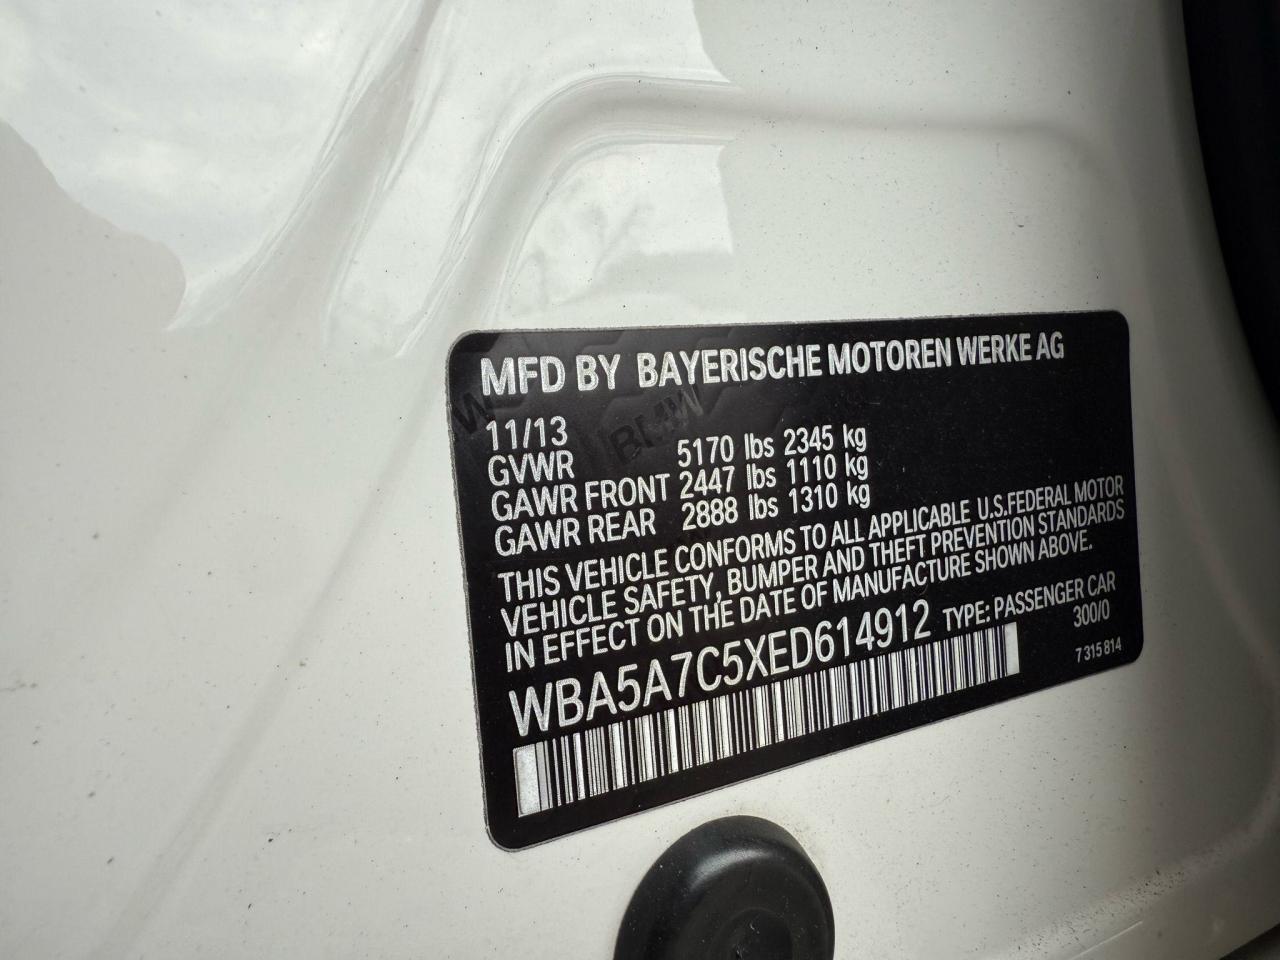 MFD BY BAYERISCHE MOTOREN WERKE AG
11/13
GVWR 5170 lbs 2345 kg
GAWR FRONT 2447 lbs 1110 kg
GAWR REAR 2888 lbs 1310 kg
THIS VEHICLE CONFORMS TO ALL APPLICABLE U.S.FEDERAL MOTOR
VEHICLE SAFETY, BUMPER AND THEFT PREVENTION STANDARDS
IN EFFECT ON THE DATE OF MANUFACTURE SHOWN ABOVE.
WBA5A7C5XED614912 TYPE: PASSENGER CAR
300/0
7 315 814
BMW